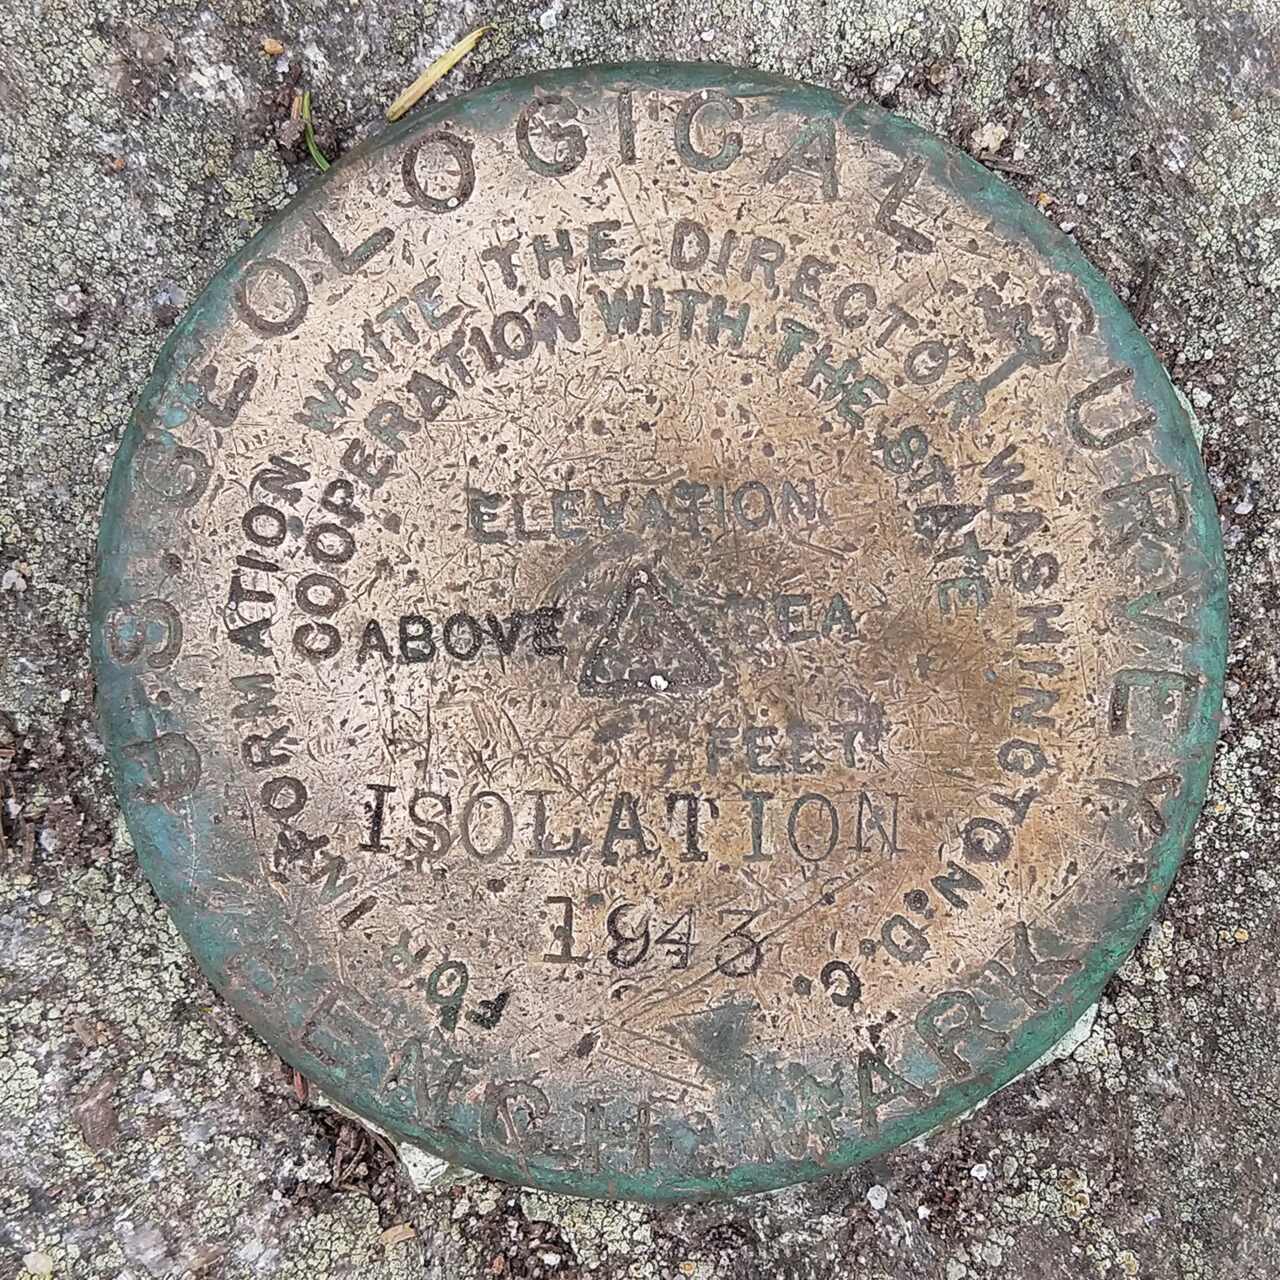 U.S. GEOLOGICAL SURVEY
BENCH MARK
FOR INFORMATION WRITE THE DIRECTOR WASHINGTON, D.C.
COOPERATION WITH THE STATE
ELEVATION
ABOVE SEA
FEET
ISOLATION
1943